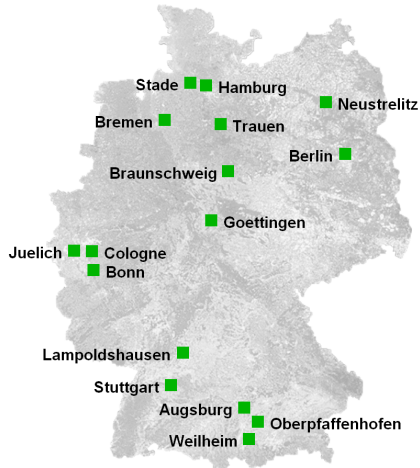 Stade
Hamburg
Neustrelitz
Bremen
Trauen
Berlin
Braunschweig
Goettingen
Juelich
Cologne
Bonn
Lampoldshausen
Stuttgart
Augsburg
Oberpfaffenhofen
Weilheim